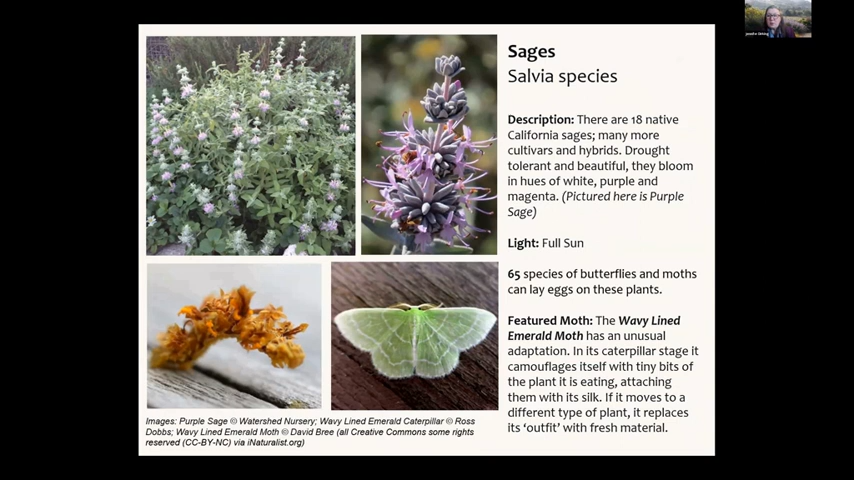 Sages
Salvia species
Description: There are 18 native
California sages; many more
cultivars and hybrids. Drought
tolerant and beautiful, they bloom
in hues of white, purple and
magenta. (Pictured here is Purple
Sage)
Light: Full Sun
65 species of butterflies and moths
can lay eggs on these plants.
Featured Moth: The Wavy Lined
Emerald Moth has an unusual
adaptation. In its caterpillar stage it
camouflages itself with tiny bits of
the plant it is eating, attaching
them with its silk. If it moves to a
different type of plant, it replaces
its ‘outfit’ with fresh material.
Images: Purple Sage © Watershed Nursery; Wavy Lined Emerald Caterpillar © Ross
Dobbs; Wavy Lined Emerald Moth © David Bree (all Creative Commons some rights
reserved (CC-BY-NC) via iNaturalist.org)